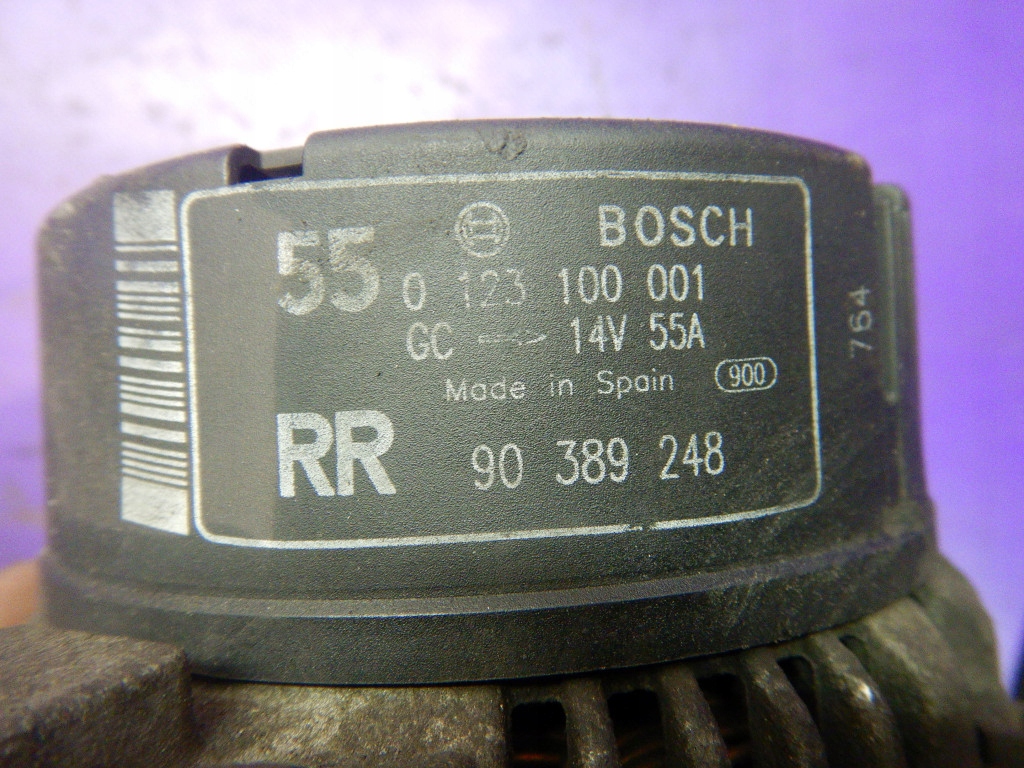 55 BOSCH
0 123 100 001
GC 14V 55A
Made in Spain 900
RR 90 389 248
764